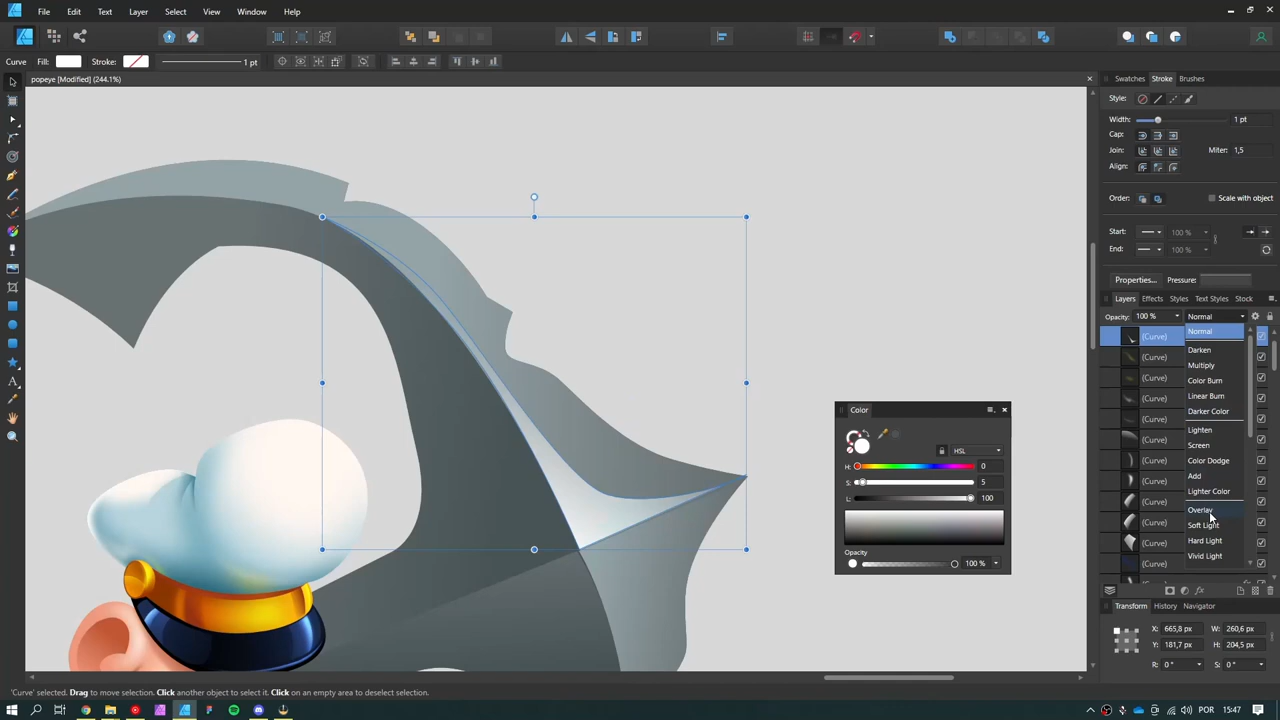 File Edit Text Layer Select View Window Help
Curve Fill: Stroke: 1 pt
popeye [Modified] (244.1%)
Swatches Stroke Brushes
Style:
Width: 1 pt
Cap:
Join: Miter: 1,5
Align:
Order: Scale with object
Start: 100 %
End: 100 %
Properties... Pressure:
Layers Effects Styles Text Styles Stock
Opacity: 100 % Normal
(Curve) Normal
(Curve) Darken
Multiply
(Curve) Color Burn
(Curve) Linear Burn
(Curve) Darker Color
(Curve) Lighten
(Curve) Screen
(Curve) Color Dodge
(Curve) Add
(Curve) Lighter Color
(Curve) Overlay
(Curve) Soft Light
(Curve) Hard Light
(Curve) Vivid Light
Color
HSL
H: 0
S: 5
L: 100
Opacity
100 %
Transform History Navigator
X: 665,8 px W: 260,6 px
Y: 181,7 px H: 204,5 px
R: 0 ° S: 0 °
'Curve' selected. Drag to move selection. Click another object to select it. Click on an empty area to deselect selection.
POR 15:47